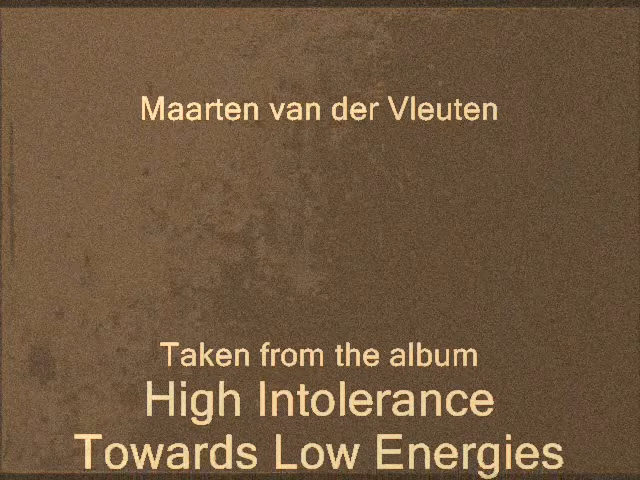 Maarten van der Vleuten
Taken from the album
High Intolerance
Towards Low Energies